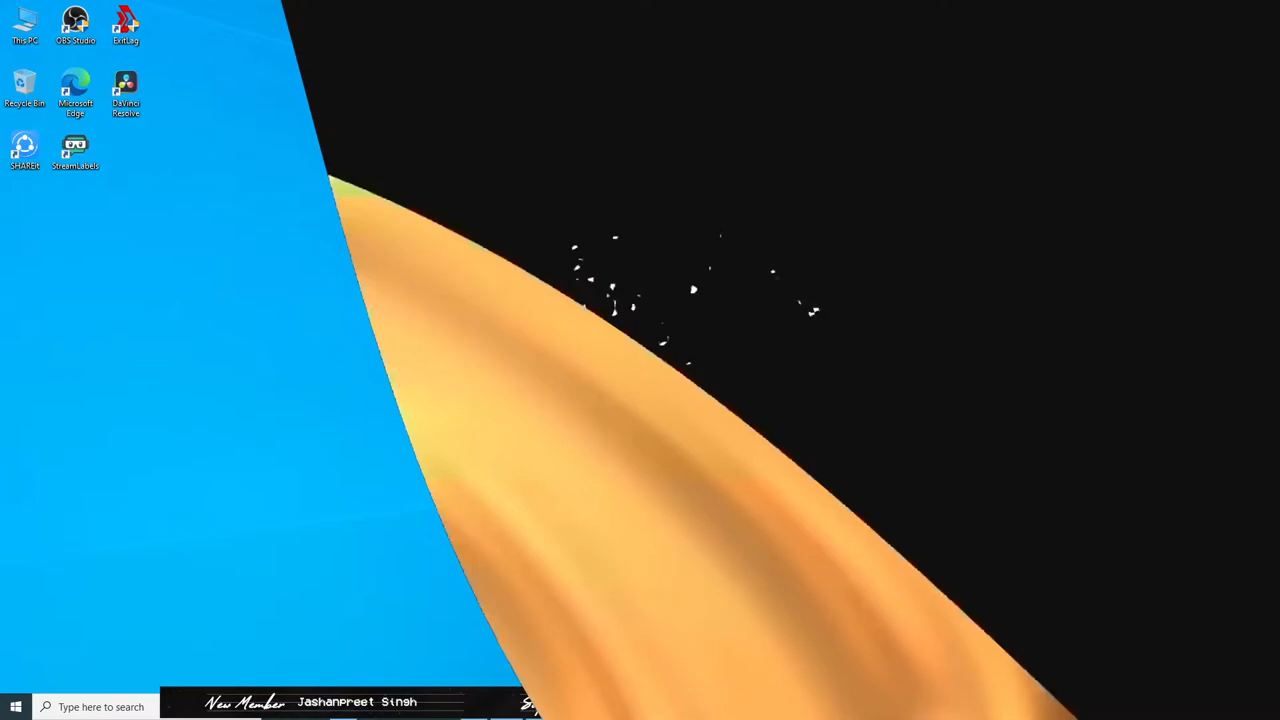 This PC
OBS Studio
ExitLag
Recycle Bin
Microsoft
Edge
DaVinci
Resolve
SHAREit
StreamLabels
Type here to search
New Member Jashanpreet Singh